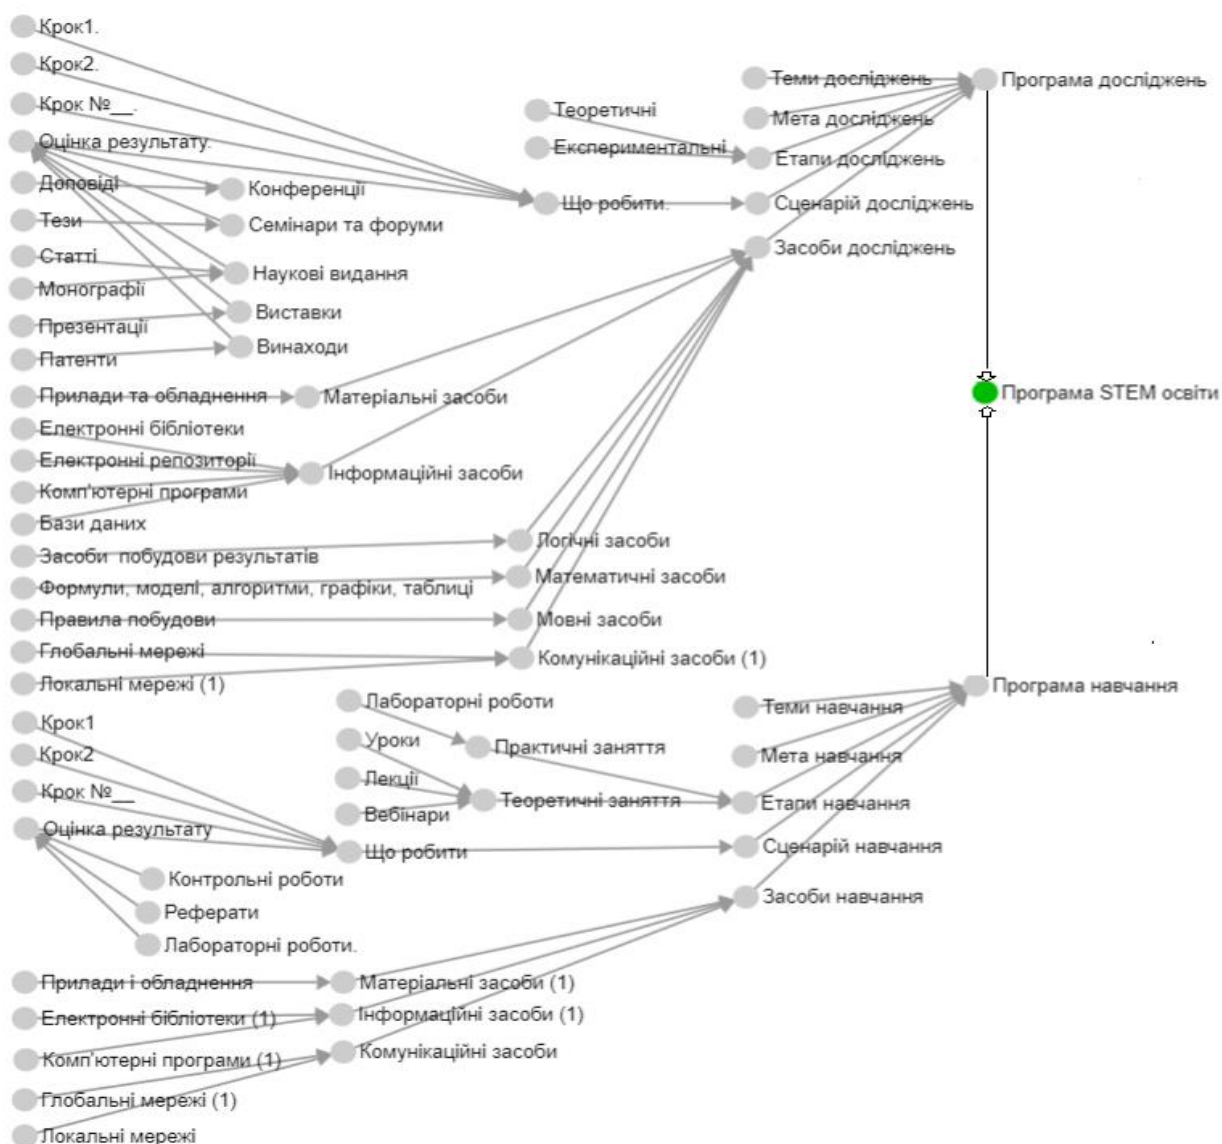 Крок1.
Крок2.
Крок №__.
Оцінка результату.
Доповіді
Тези
Статті
Монографії
Презентації
Патенти
Конференції
Семінари та форуми
Наукові видання
Виставки
Винаходи
Теоретичні
Експериментальні
Що робити.
Теми досліджень
Мета досліджень
Етапи досліджень
Сценарій досліджень
Засоби досліджень
Програма досліджень
Програма STEM освіти
Прилади та обладнення
Матеріальні засоби
Електронні бібліотеки
Електронні репозиторії
Комп'ютерні програми
Бази даних
Інформаційні засоби
Засоби побудови результатів
Формули, моделі, алгоритми, графіки, таблиці
Правила побудови
Глобальні мережі
Локальні мережі (1)
Логічні засоби
Математичні засоби
Мовні засоби
Комунікаційні засоби (1)
Програма навчання
Крок1
Крок2
Крок №__
Оцінка результату
Контрольні роботи
Реферати
Лабораторні роботи.
Лабораторні роботи
Уроки
Лекції
Вебінари
Що робити
Практичні заняття
Теоретичні заняття
Теми навчання
Мета навчання
Етапи навчання
Сценарій навчання
Засоби навчання
Прилади і обладнення
Електронні бібліотеки (1)
Комп'ютерні програми (1)
Глобальні мережі (1)
Локальні мережі
Матеріальні засоби (1)
Інформаційні засоби (1)
Комунікаційні засоби